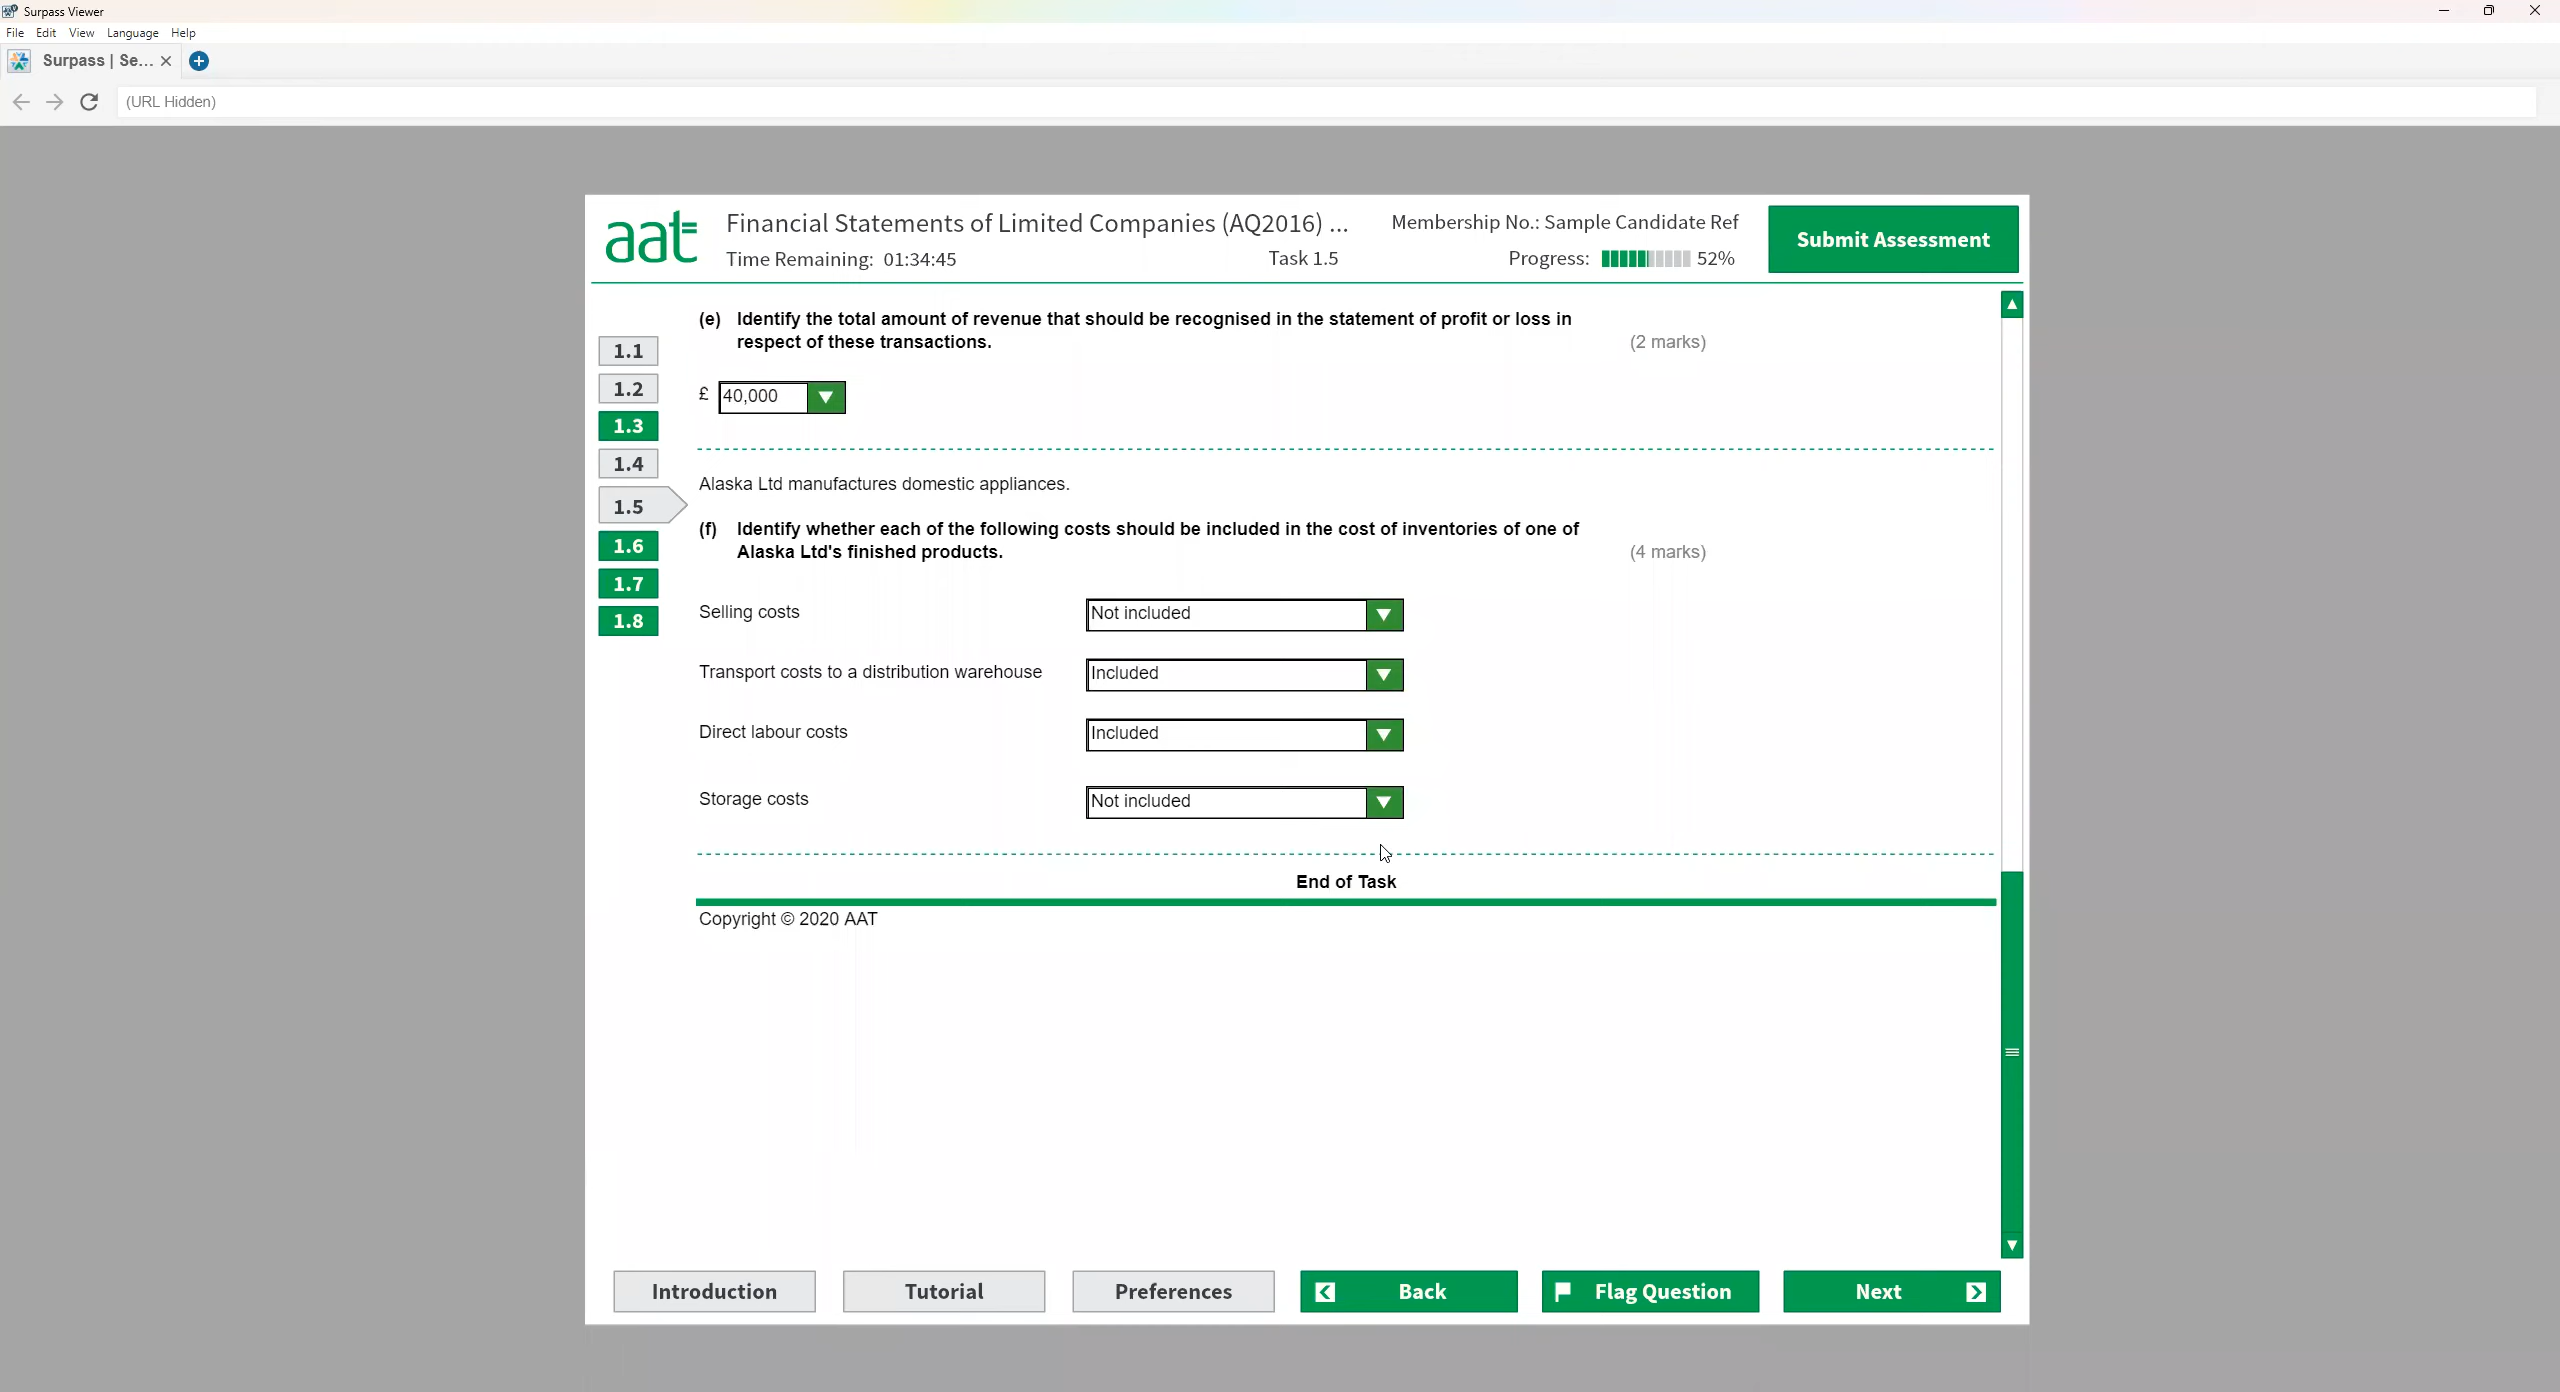 Surpass Viewer
File Edit View Language Help
Surpass | Se...
(URL Hidden)
aat
Financial Statements of Limited Companies (AQ2016) ...
Membership No.: Sample Candidate Ref
Submit Assessment
Time Remaining: 01:34:45
Task 1.5
Progress: 52%
(e) Identify the total amount of revenue that should be recognised in the statement of profit or loss in
respect of these transactions.
(2 marks)
1.1
1.2
1.3
1.4
1.5
1.6
1.7
1.8
£ 40,000
Alaska Ltd manufactures domestic appliances.
(f) Identify whether each of the following costs should be included in the cost of inventories of one of
Alaska Ltd's finished products.
(4 marks)
Selling costs Not included
Transport costs to a distribution warehouse Included
Direct labour costs Included
Storage costs Not included
End of Task
Copyright © 2020 AAT
Introduction Tutorial Preferences Back Flag Question Next